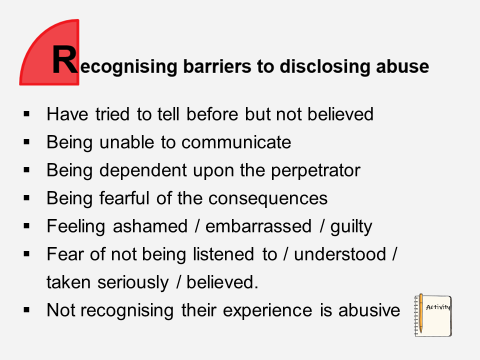 Recognising barriers to disclosing abuse
▪ Have tried to tell before but not believed
▪ Being unable to communicate
▪ Being dependent upon the perpetrator
▪ Being fearful of the consequences
▪ Feeling ashamed / embarrassed / guilty
▪ Fear of not being listened to / understood /
taken seriously / believed.
▪ Not recognising their experience is abusive
Activity